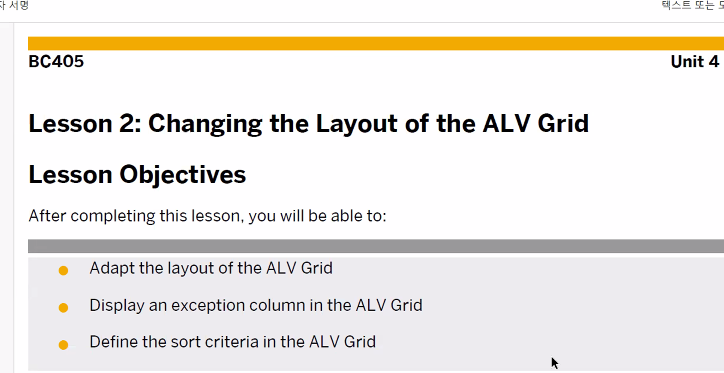 자 서명
텍스트 또는
BC405
Unit 4
Lesson 2: Changing the Layout of the ALV Grid
Lesson Objectives
After completing this lesson, you will be able to:
Adapt the layout of the ALV Grid
Display an exception column in the ALV Grid
Define the sort criteria in the ALV Grid